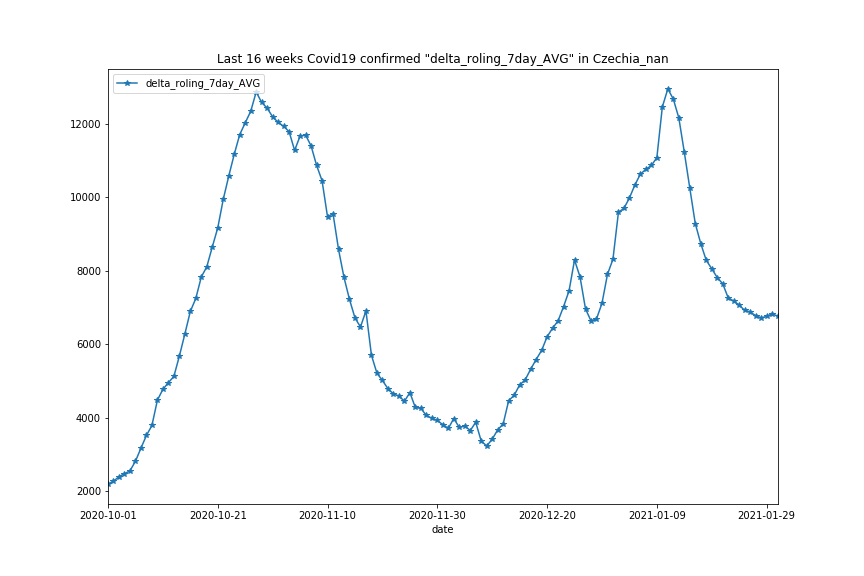 Last 16 weeks Covid19 confirmed "delta_roling_7day_AVG" in Czechia_nan
delta_roling_7day_AVG
12000
10000
8000
6000
4000
2000
2020-10-01 2020-10-21 2020-11-10 2020-11-30 2020-12-20 2021-01-09 2021-01-29
date